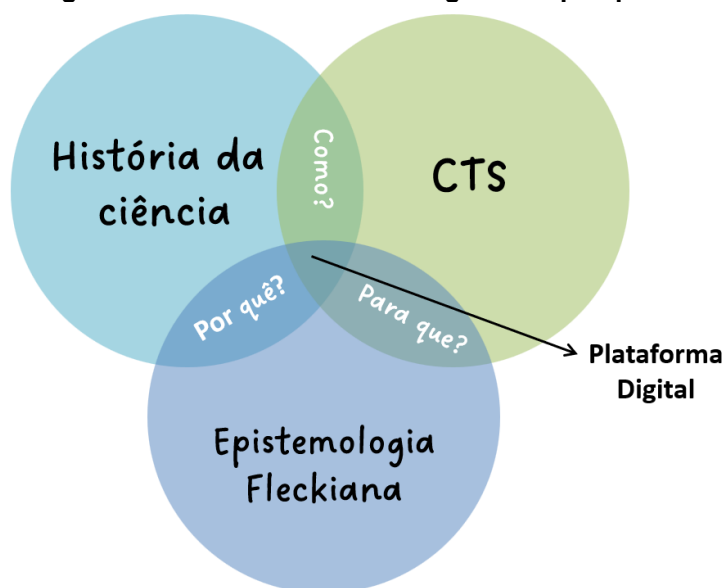 História da
ciência
Como?
CTS
Por quê?
Para que?
Plataforma
Digital
Epistemologia
Fleckiana